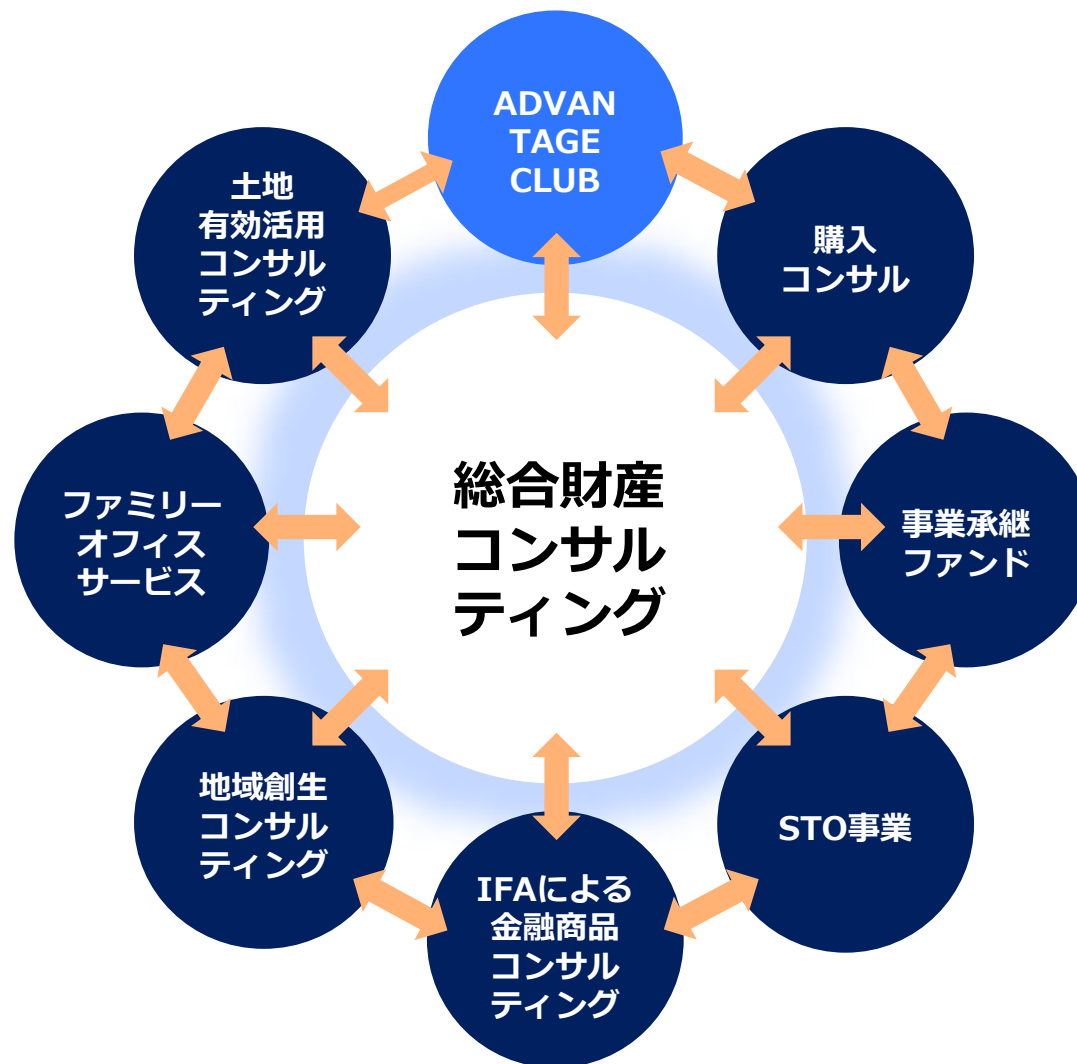 ADVAN
TAGE
CLUB
土地
有効活用
コンサル
ティング
購入
コンサル
総合財産
コンサル
ティング
ファミリー
オフィス
サービス
事業承継
ファンド
地域創生
コンサル
ティング
STO事業
IFAによる
金融商品
コンサル
ティング